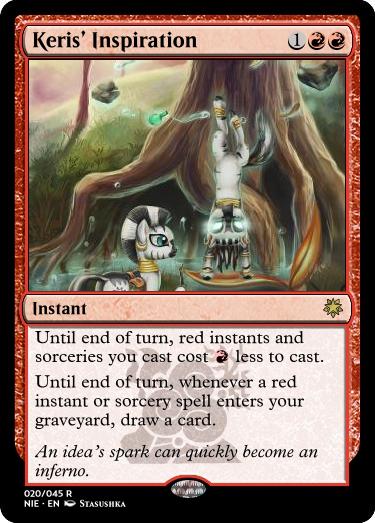 Keris' Inspiration 1
Instant
Until end of turn, red instants and
sorceries you cast cost less to cast.
Until end of turn, whenever a red
instant or sorcery spell enters your
graveyard, draw a card.
An idea's spark can quickly become an
inferno.
020/045 R
NIE • EN Stasushka